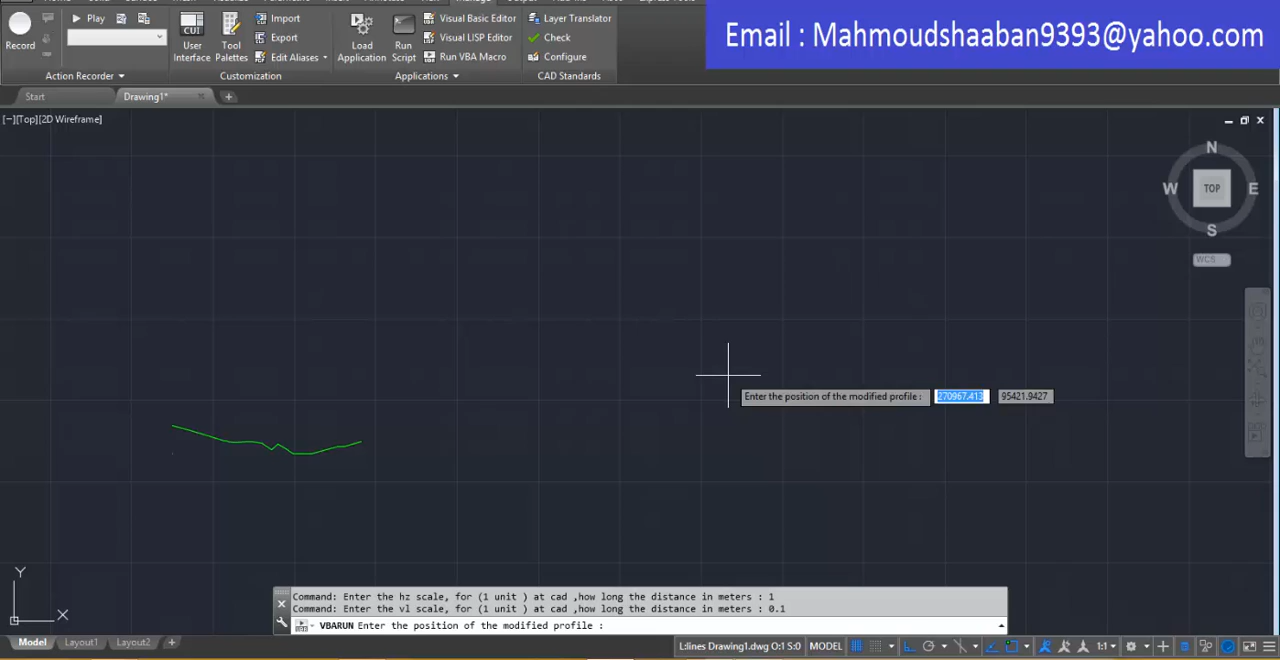 Email : Mahmoudshaaban9393@yahoo.com
Manage
Output
Record
Play
Action Recorder
CUI
User Interface
Tool Palettes
Import
Export
Edit Aliases
Customization
Load Application
Run Script
Visual Basic Editor
Visual LISP Editor
Run VBA Macro
Applications
Layer Translator
Check
Configure
CAD Standards
Start
Drawing1*
[−][Top][2D Wireframe]
N
W TOP E
S
WCS
Enter the position of the modified profile : 270967.413 95421.9427
Y
X
Command: Enter the hz scale, for (1 unit ) at cad ,how long the distance in meters : 1
Command: Enter the vl scale, for (1 unit ) at cad ,how long the distance in meters : 0.1
VBARUN Enter the position of the modified profile :
Model Layout1 Layout2 +
L:lines Drawing1.dwg O:1 S:0 MODEL 1:1